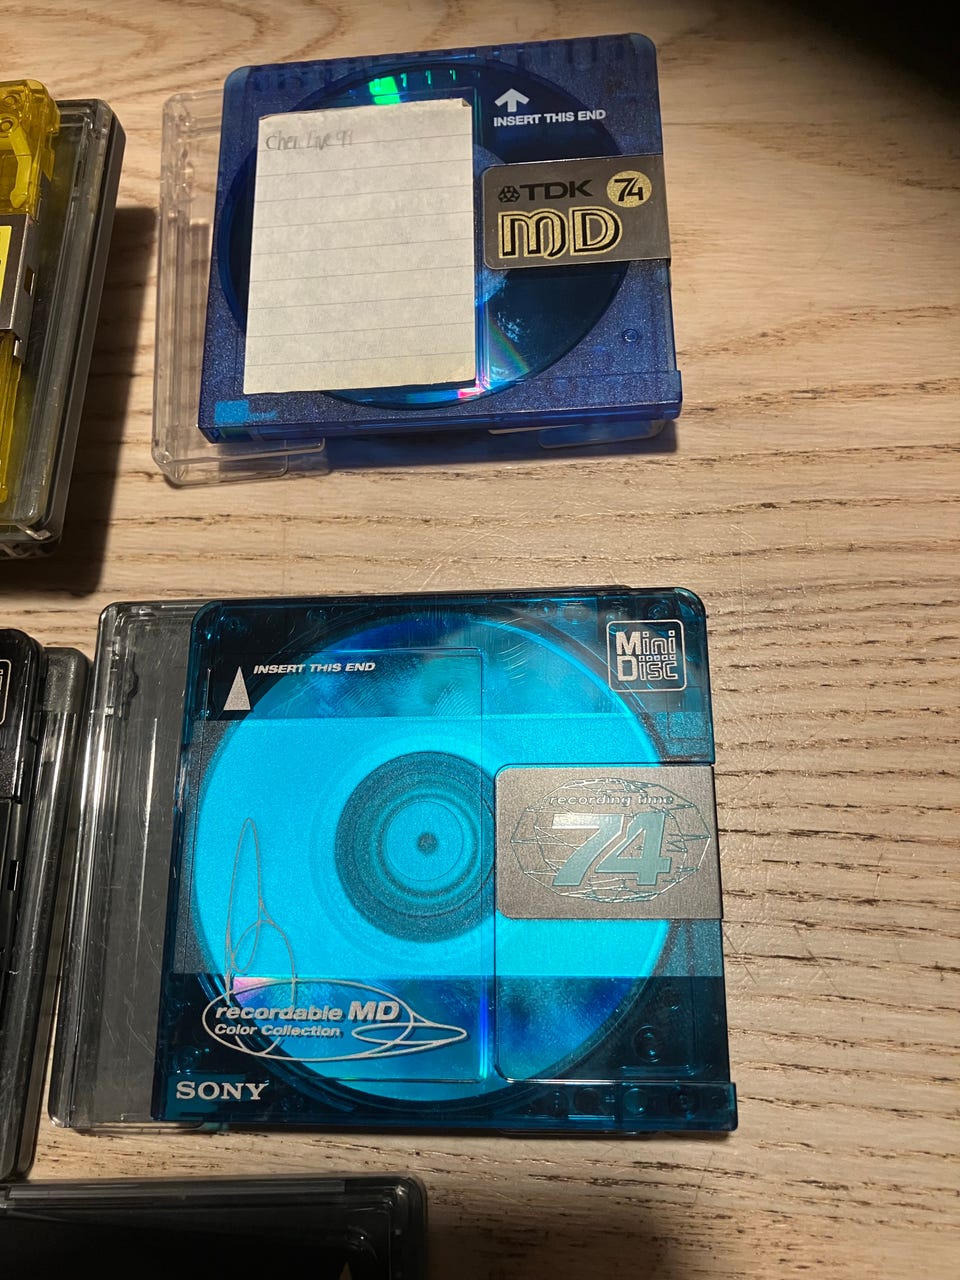 INSERT THIS END
TDK 74
MD
INSERT THIS END
Mini
Disc
recording time
74
recordable MD
Color Collection
SONY